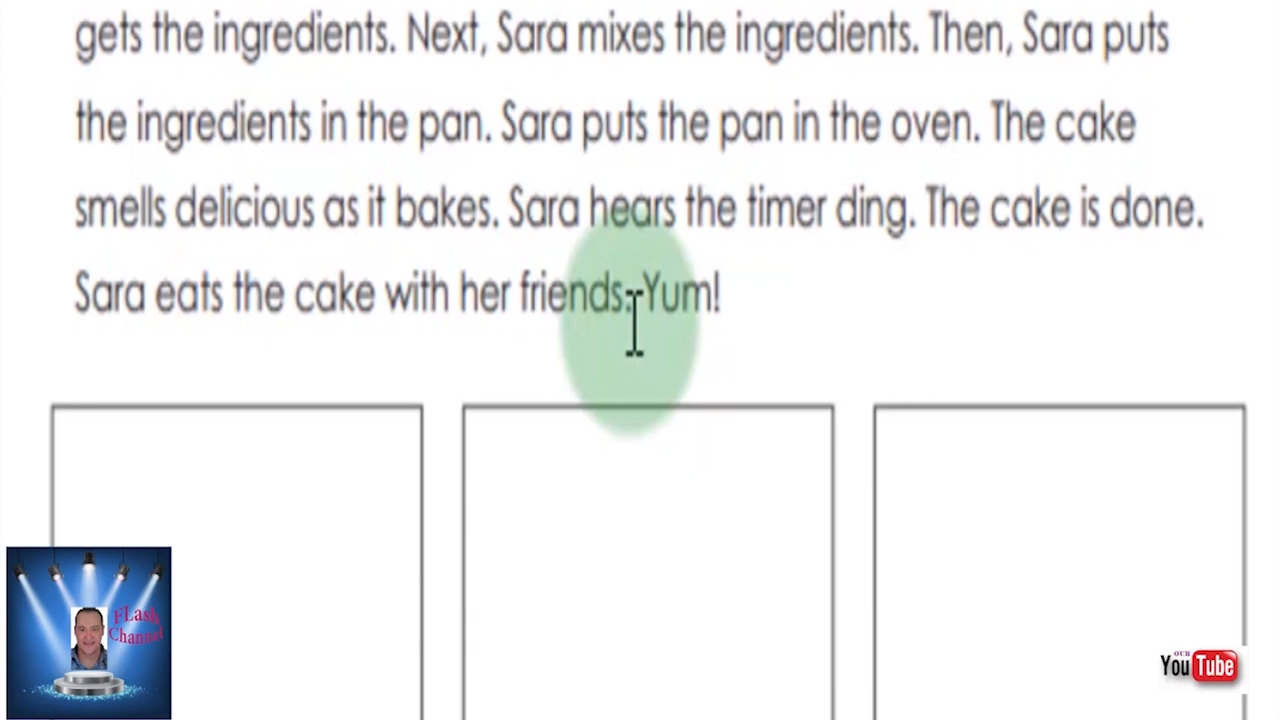 gets the ingredients. Next, Sara mixes the ingredients. Then, Sara puts
the ingredients in the pan. Sara puts the pan in the oven. The cake
smells delicious as it bakes. Sara hears the timer ding. The cake is done.
Sara eats the cake with her friends. Yum!
FLash
Channel
OUR
YouTube